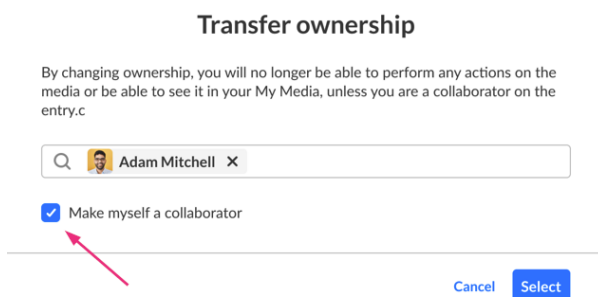 Transfer ownership
By changing ownership, you will no longer be able to perform any actions on the
media or be able to see it in your My Media, unless you are a collaborator on the
entry.c
Adam Mitchell
Make myself a collaborator
Cancel Select